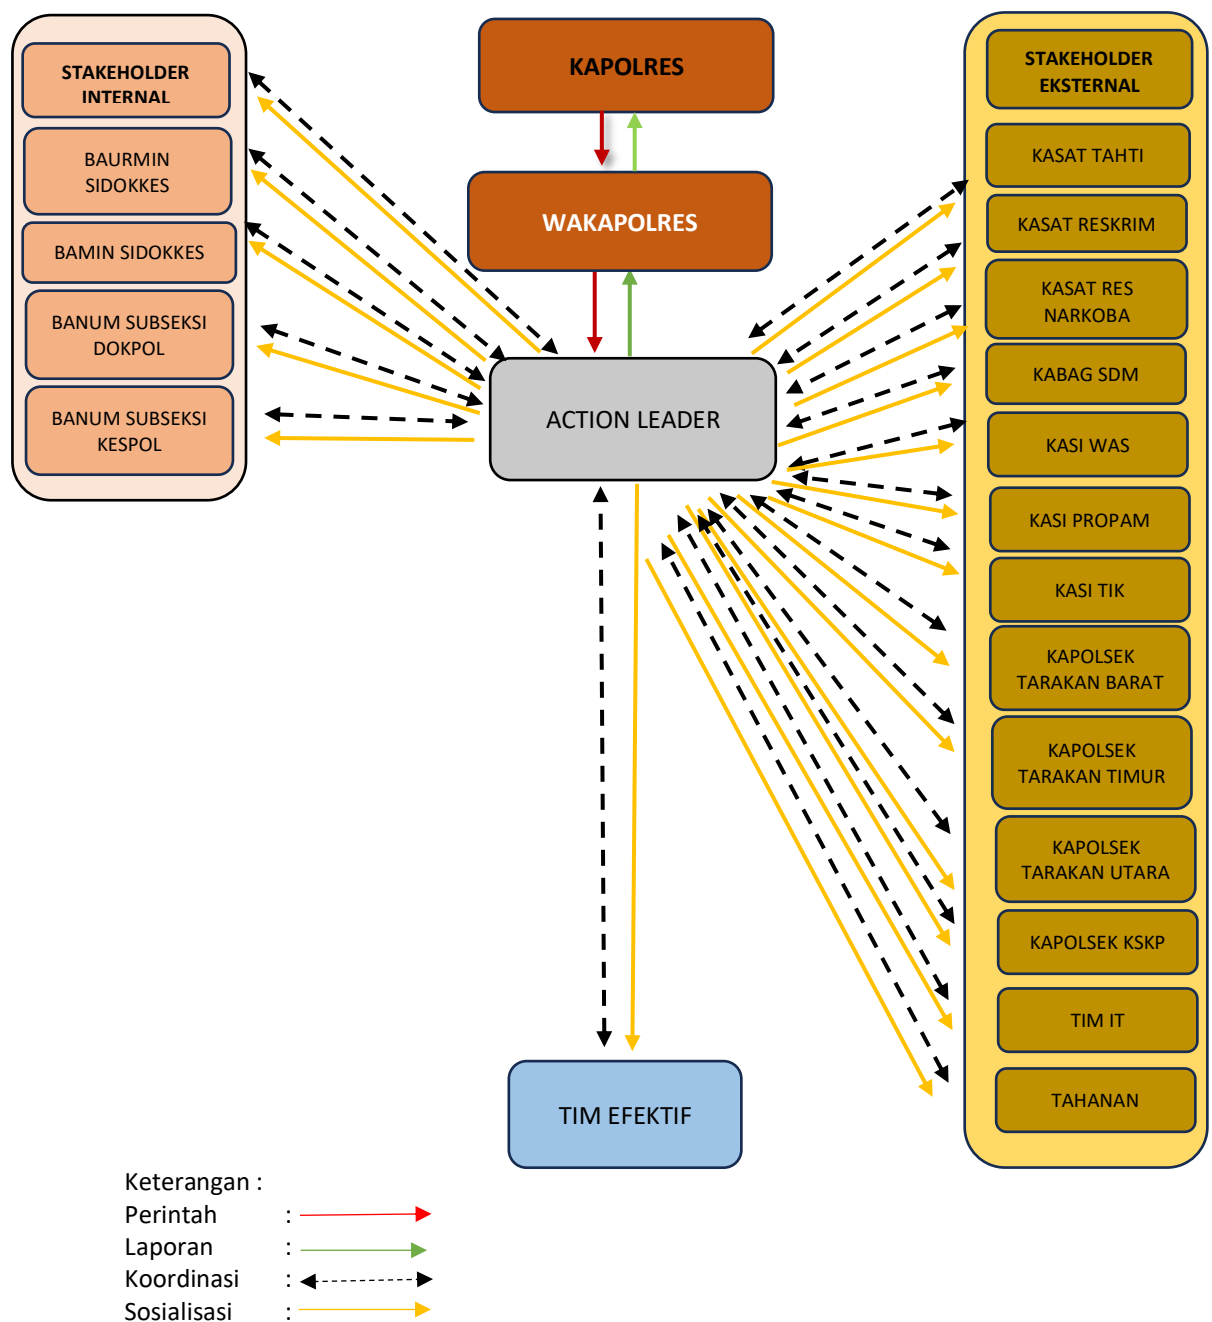 STAKEHOLDER
INTERNAL
BAURMIN
SIDOKKES
BAMIN SIDOKKES
BANUM SUBSEKSI
DOKPOL
BANUM SUBSEKSI
KESPOL
KAPOLRES
WAKAPOLRES
ACTION LEADER
TIM EFEKTIF
STAKEHOLDER
EKSTERNAL
KASAT TAHTI
KASAT RESKRIM
KASAT RES
NARKOBA
KABAG SDM
KASI WAS
KASI PROPAM
KASI TIK
KAPOLSEK
TARAKAN BARAT
KAPOLSEK
TARAKAN TIMUR
KAPOLSEK
TARAKAN UTARA
KAPOLSEK KSKP
TIM IT
TAHANAN
Keterangan :
Perintah :
Laporan :
Koordinasi :
Sosialisasi :